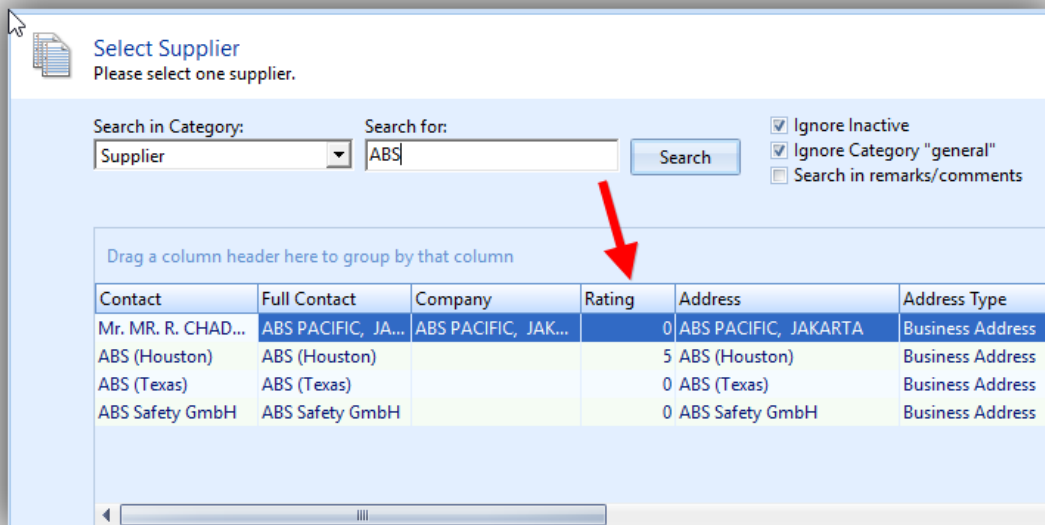 Select Supplier
Please select one supplier.
Search in Category: Search for:
Supplier ABS Search
Ignore Inactive
Ignore Category "general"
Search in remarks/comments
Drag a column header here to group by that column
Contact Full Contact Company Rating Address Address Type
Mr. MR. R. CHAD... ABS PACIFIC, JA... ABS PACIFIC, JAK... 0 ABS PACIFIC, JAKARTA Business Address
ABS (Houston) ABS (Houston) 5 ABS (Houston) Business Address
ABS (Texas) ABS (Texas) 0 ABS (Texas) Business Address
ABS Safety GmbH ABS Safety GmbH 0 ABS Safety GmbH Business Address